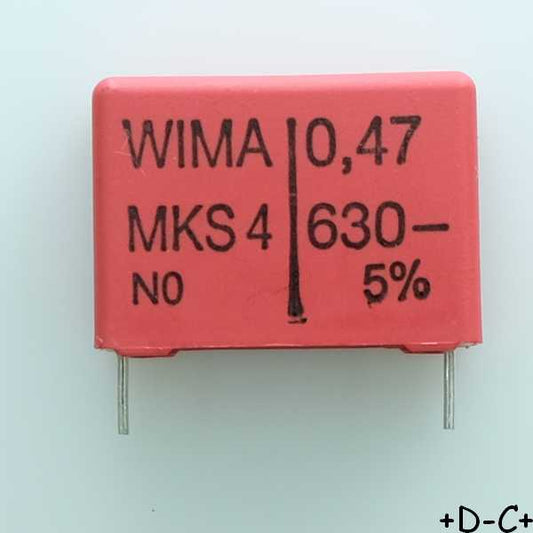 WIMA 0,47
MKS 4 630–
N0 5%
+D-C+